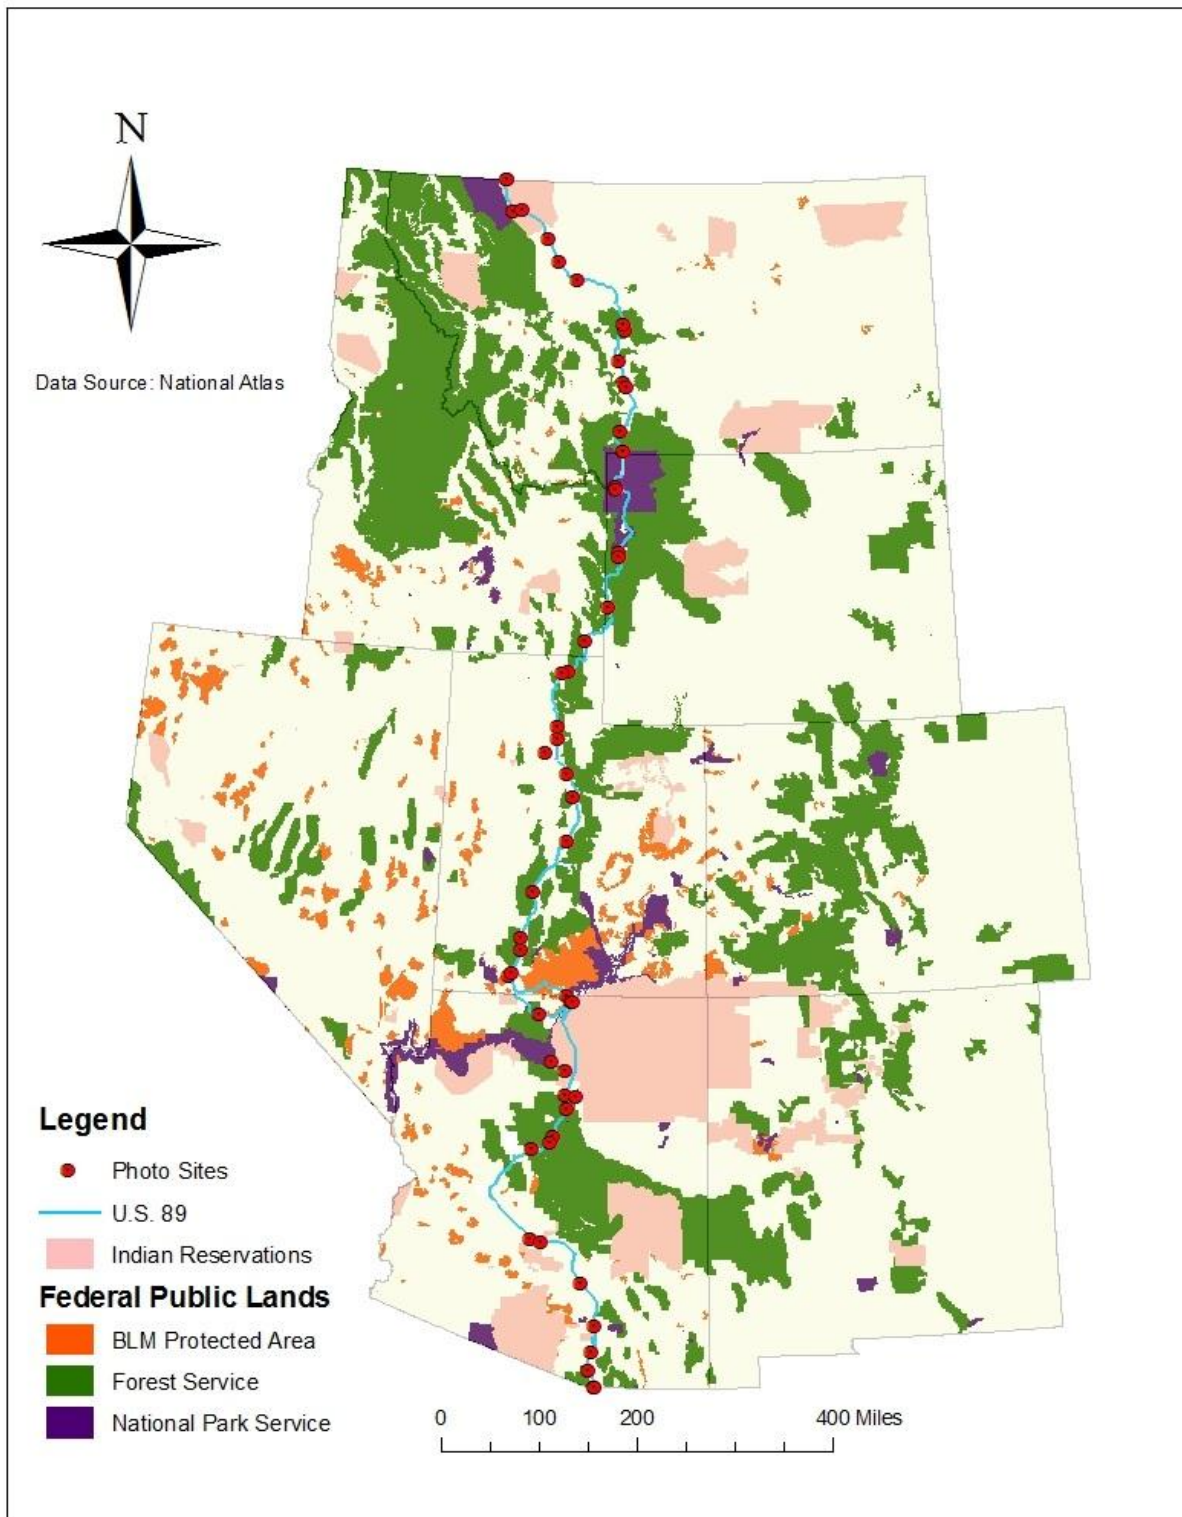 N
Data Source: National Atlas
Legend
Photo Sites
U.S. 89
Indian Reservations
Federal Public Lands
BLM Protected Area
Forest Service
National Park Service
0 100 200 400 Miles